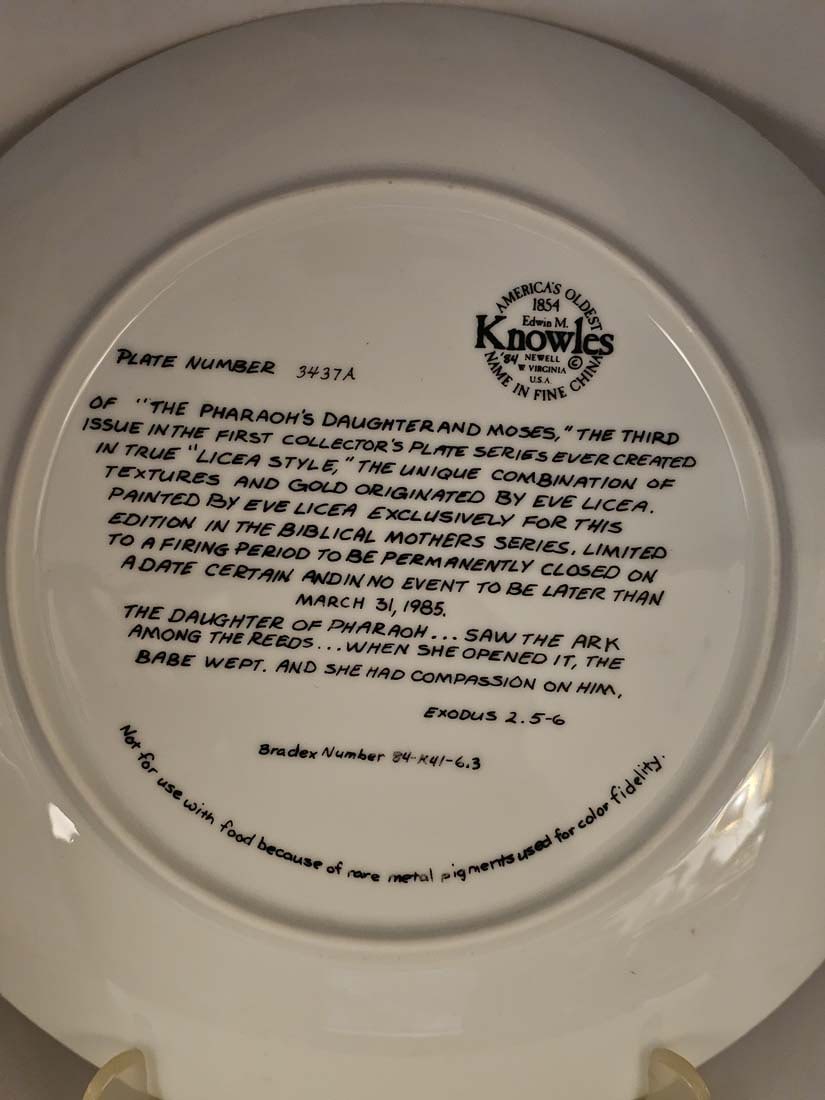 AMERICA'S OLDEST
1854
Edwin M.
Knowles
'84 NEWELL ©
W VIRGINIA
U.S.A
NAME IN FINE CHINA
PLATE NUMBER 3437A
OF "THE PHARAOH'S DAUGHTER AND MOSES," THE THIRD
ISSUE IN THE FIRST COLLECTOR'S PLATE SERIES EVER CREATED
IN TRUE "LICEA STYLE," THE UNIQUE COMBINATION OF
TEXTURES AND GOLD ORIGINATED BY EVE LICEA.
PAINTED BY EVE LICEA EXCLUSIVELY FOR THIS
EDITION IN THE BIBLICAL MOTHERS SERIES, LIMITED
TO A FIRING PERIOD TO BE PERMANENTLY CLOSED ON
A DATE CERTAIN AND IN NO EVENT TO BE LATER THAN
MARCH 31, 1985.
THE DAUGHTER OF PHARAOH... SAW THE ARK
AMONG THE REEDS... WHEN SHE OPENED IT, THE
BABE WEPT. AND SHE HAD COMPASSION ON HIM,
EXODUS 2.5-6
Bradex Number 84-K41-6.3
Not for use with food because of rare metal pigments used for color fidelity.